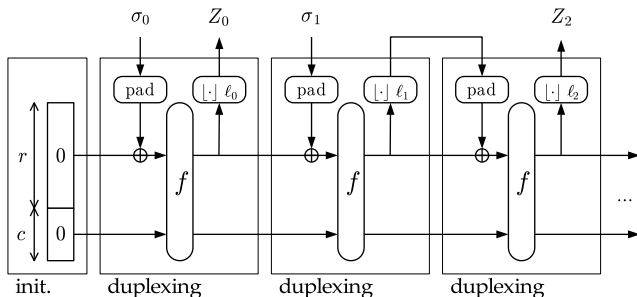 σ₀ Z₀ σ₁ Z₂
pad ⌊·⌋ ℓ₀ pad ⌊·⌋ ℓ₁ pad ⌊·⌋ ℓ₂
r 0 f f f
c 0 ...
init. duplexing duplexing duplexing